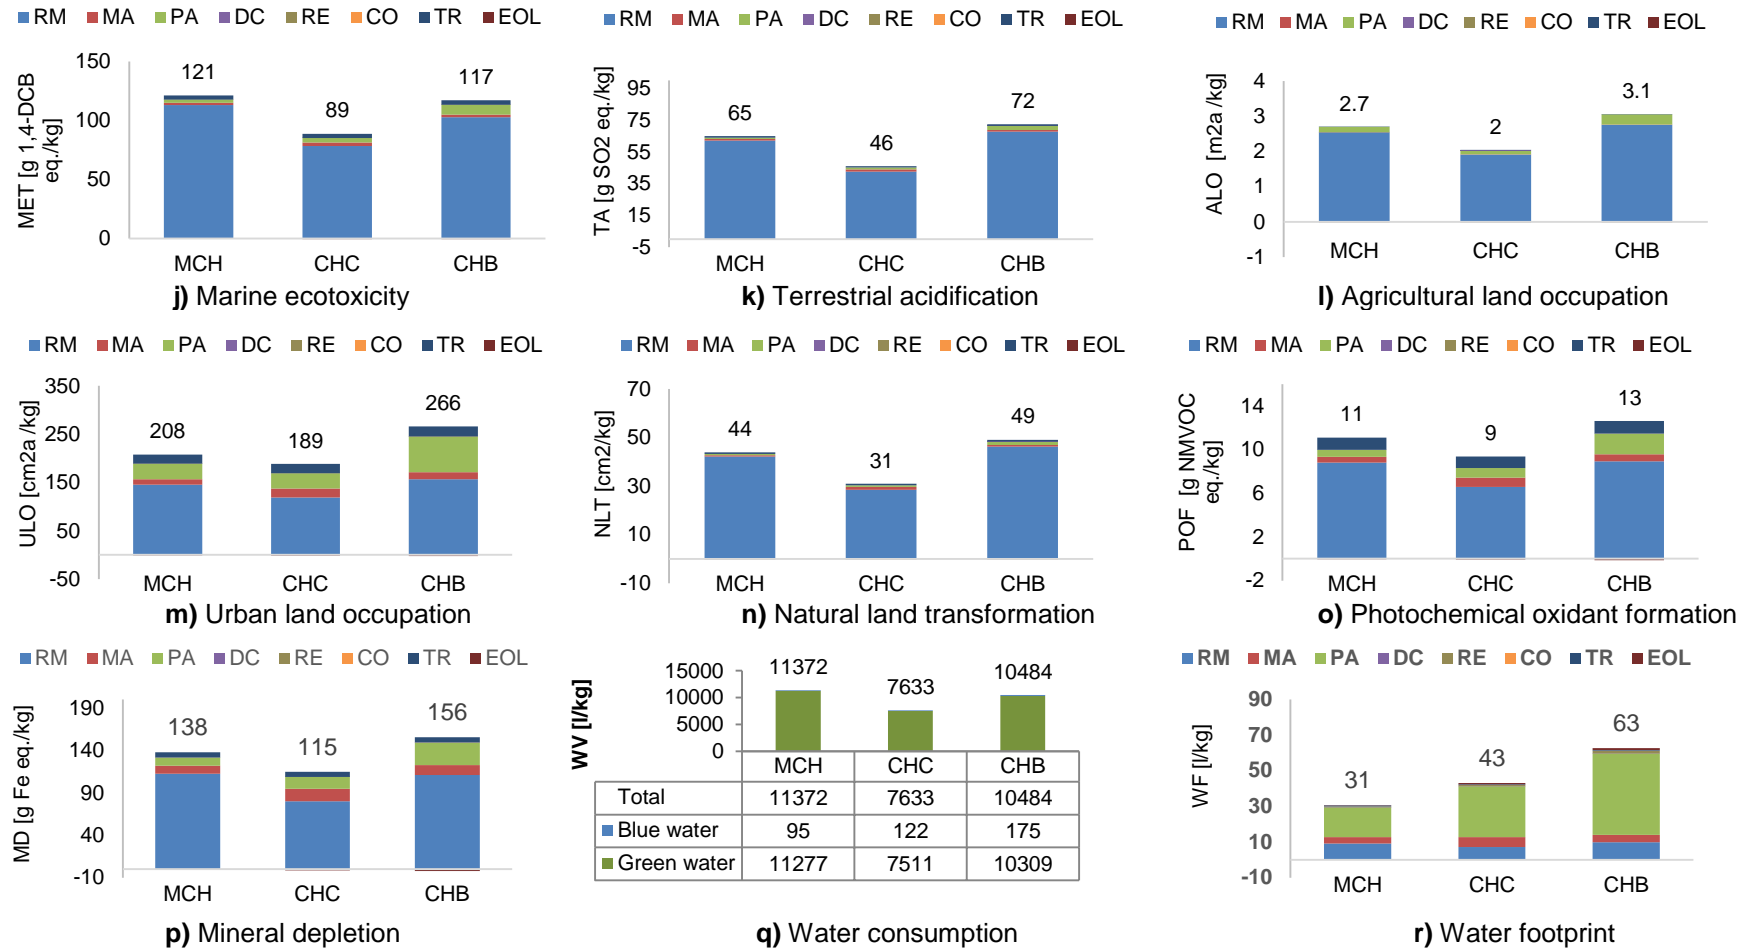 RM MA PA DC RE CO TR EOL
MET [g 1,4-DCB
eq./kg]
150
100
50
0
121
89
117
MCH CHC CHB
j) Marine ecotoxicity
RM MA PA DC RE CO TR EOL
TA [g SO2 eq./kg]
95
75
55
35
15
-5
65
46
72
MCH CHC CHB
k) Terrestrial acidification
RM MA PA DC RE CO TR EOL
ALO [m2a /kg]
4
3
2
1
0
-1
2.7
2
3.1
MCH CHC CHB
l) Agricultural land occupation
RM MA PA DC RE CO TR EOL
ULO [cm2a /kg]
350
250
150
50
-50
208
189
266
MCH CHC CHB
m) Urban land occupation
RM MA PA DC RE CO TR EOL
NLT [cm2/kg]
70
50
30
10
-10
44
31
49
MCH CHC CHB
n) Natural land transformation
RM MA PA DC RE CO TR EOL
POF [g NMVOC
eq./kg]
14
10
6
2
-2
11
9
13
MCH CHC CHB
o) Photochemical oxidant formation
RM MA PA DC RE CO TR EOL
MD [g Fe eq./kg]
190
140
90
40
-10
138
115
156
MCH CHC CHB
p) Mineral depletion
WV [l/kg]
15000
10000
5000
0
11372
7633
10484
MCH CHC CHB
Total 11372 7633 10484
Blue water 95 122 175
Green water 11277 7511 10309
q) Water consumption
RM MA PA DC RE CO TR EOL
WF [l/kg]
90
70
50
30
10
-10
31
43
63
MCH CHC CHB
r) Water footprint